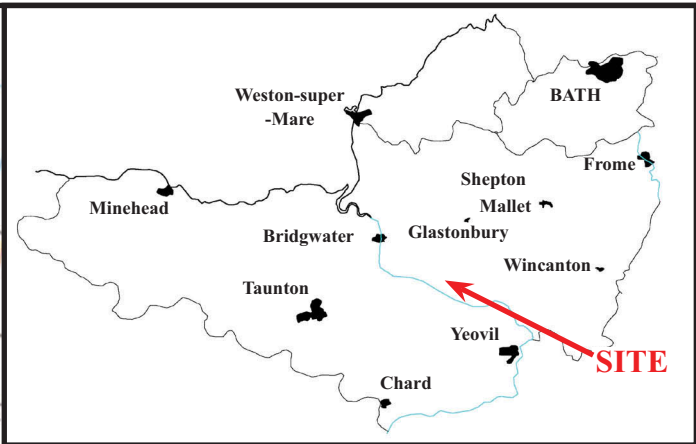 Weston-super
-Mare
BATH
Frome
Shepton
Mallet
Minehead
Glastonbury
Bridgwater
Wincanton
Taunton
Yeovil
SITE
Chard